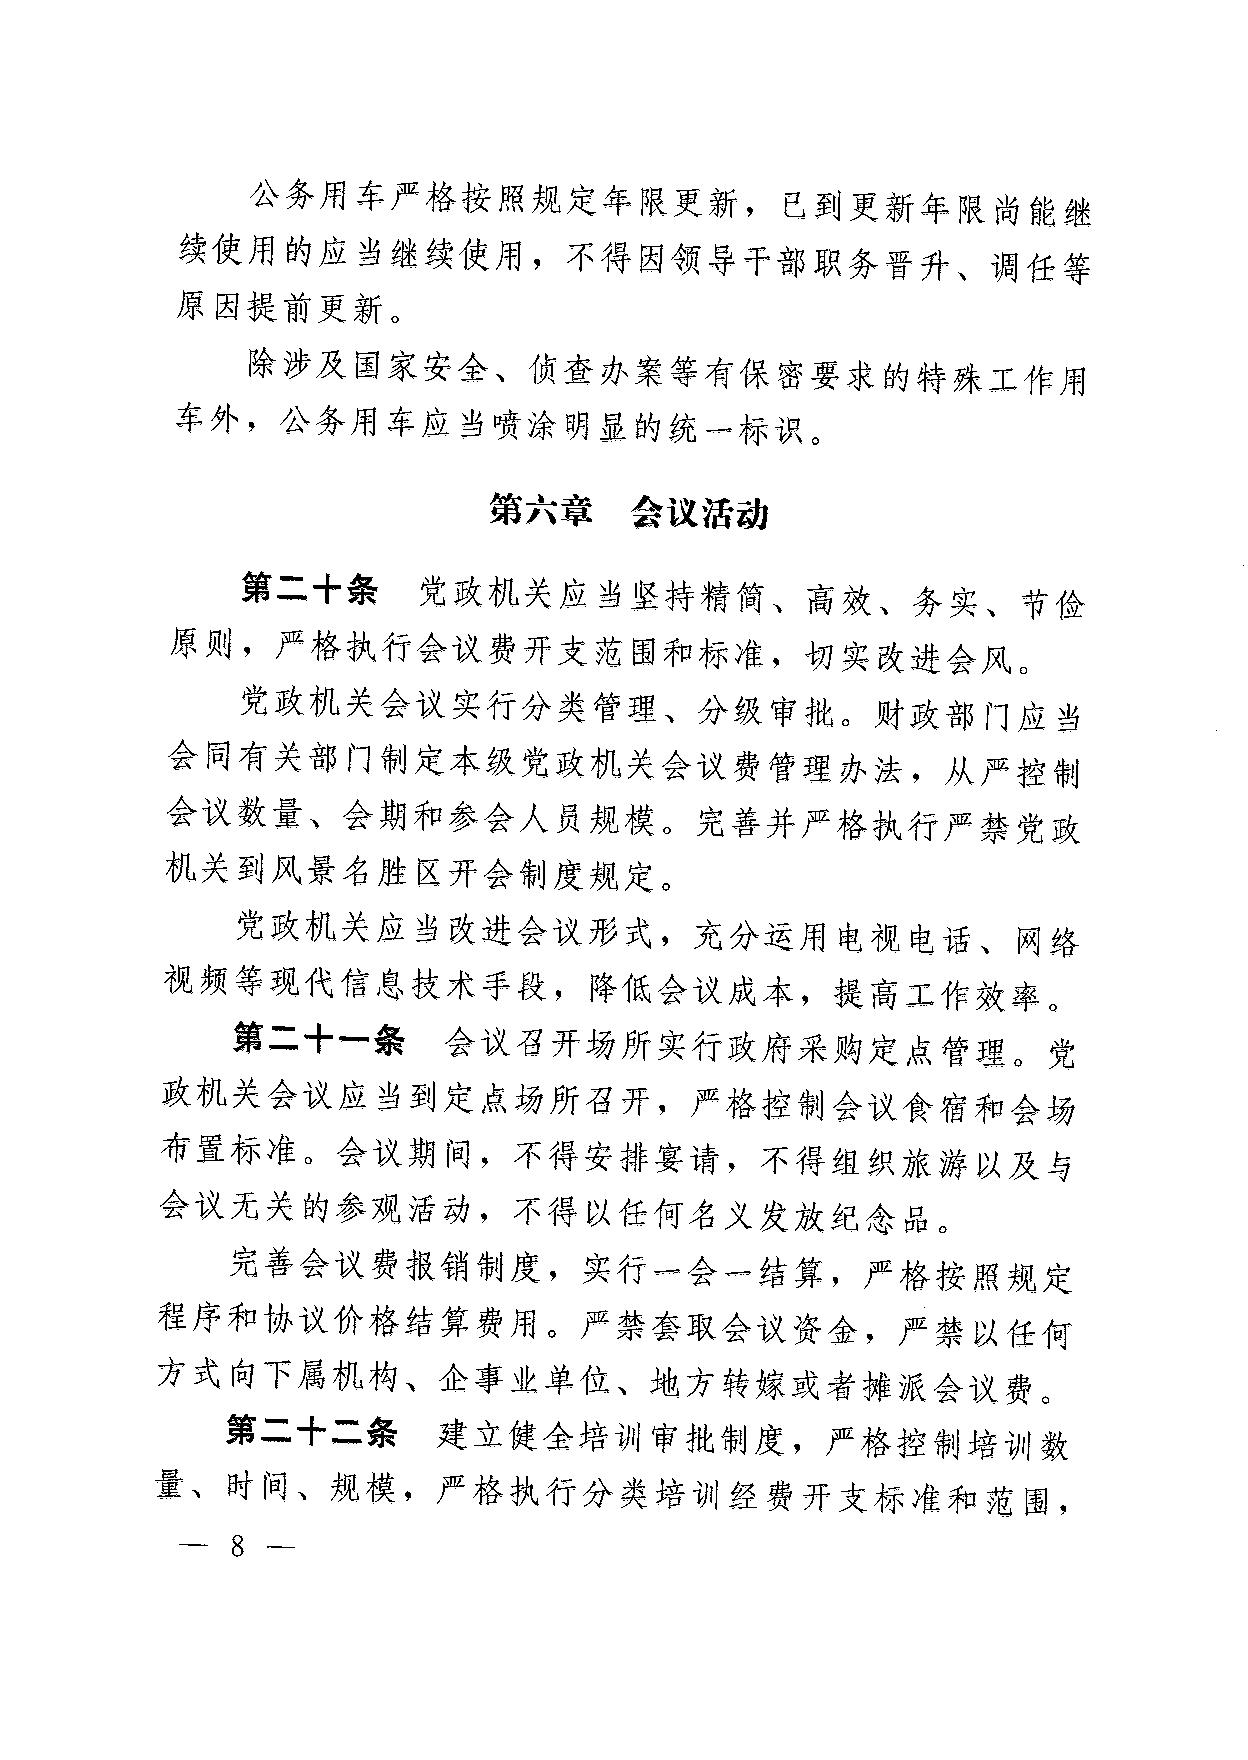 公务用车严格按照规定年限更新，已到更新年限尚能继
续使用的应当继续使用，不得因领导干部职务晋升、调任等
原因提前更新。
除涉及国家安全、侦查办案等有保密要求的特殊工作用
车外，公务用车应当喷涂明显的统一标识。
第六章　会议活动
第二十条　党政机关应当坚持精简、高效、务实、节俭
原则，严格执行会议费开支范围和标准，切实改进会风。
党政机关会议实行分类管理、分级审批。财政部门应当
会同有关部门制定本级党政机关会议费管理办法，从严控制
会议数量、会期和参会人员规模。完善并严格执行严禁党政
机关到风景名胜区开会制度规定。
党政机关应当改进会议形式，充分运用电视电话、网络
视频等现代信息技术手段，降低会议成本，提高工作效率。
第二十一条　会议召开场所实行政府采购定点管理。党
政机关会议应当到定点场所召开，严格控制会议食宿和会场
布置标准。会议期间，不得安排宴请，不得组织旅游以及与
会议无关的参观活动，不得以任何名义发放纪念品。
完善会议费报销制度，实行一会一结算，严格按照规定
程序和协议价格结算费用。严禁套取会议资金，严禁以任何
方式向下属机构、企事业单位、地方转嫁或者摊派会议费。
第二十二条　建立健全培训审批制度，严格控制培训数
量、时间、规模，严格执行分类培训经费开支标准和范围，
— 8 —